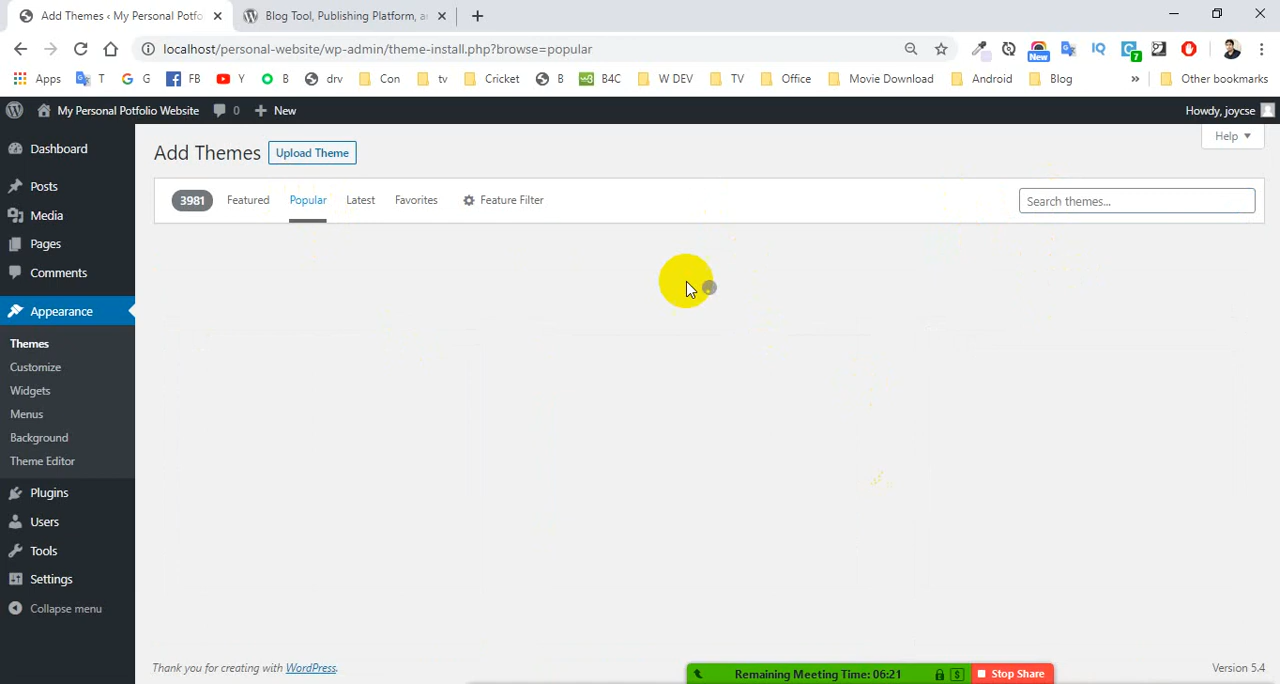 Add Themes ‹ My Personal Potfo
Blog Tool, Publishing Platform, a
localhost/personal-website/wp-admin/theme-install.php?browse=popular
New
7
Apps
T
G
FB
Y
B
drv
Con
tv
Cricket
B
B4C
W DEV
TV
Office
Movie Download
Android
Blog
»
Other bookmarks
My Personal Potfolio Website
0
New
Howdy, joycse
Help
Dashboard
Posts
Media
Pages
Comments
Appearance
Themes
Customize
Widgets
Menus
Background
Theme Editor
Plugins
Users
Tools
Settings
Collapse menu
Add Themes
Upload Theme
3981
Featured
Popular
Latest
Favorites
Feature Filter
Search themes...
Thank you for creating with WordPress.
Version 5.4
Remaining Meeting Time: 06:21
Stop Share